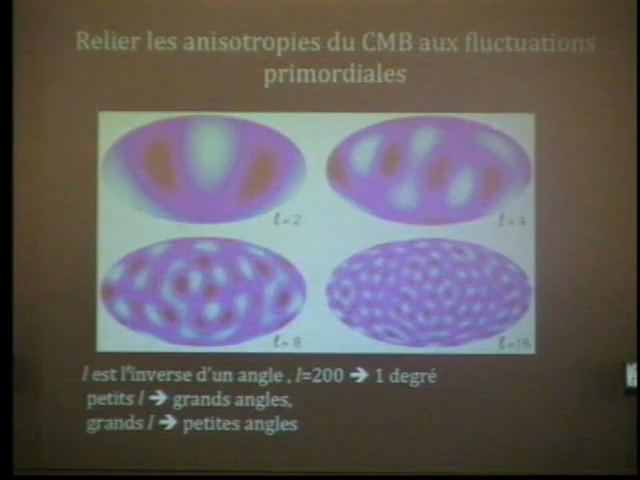 Relier les anisotropies du CMB aux fluctuations
primordiales
ℓ=2
ℓ=4
ℓ=8
ℓ=16
l est l'inverse d'un angle , l=200 ➔ 1 degré
petits l ➔ grands angles,
grands l ➔ petites angles